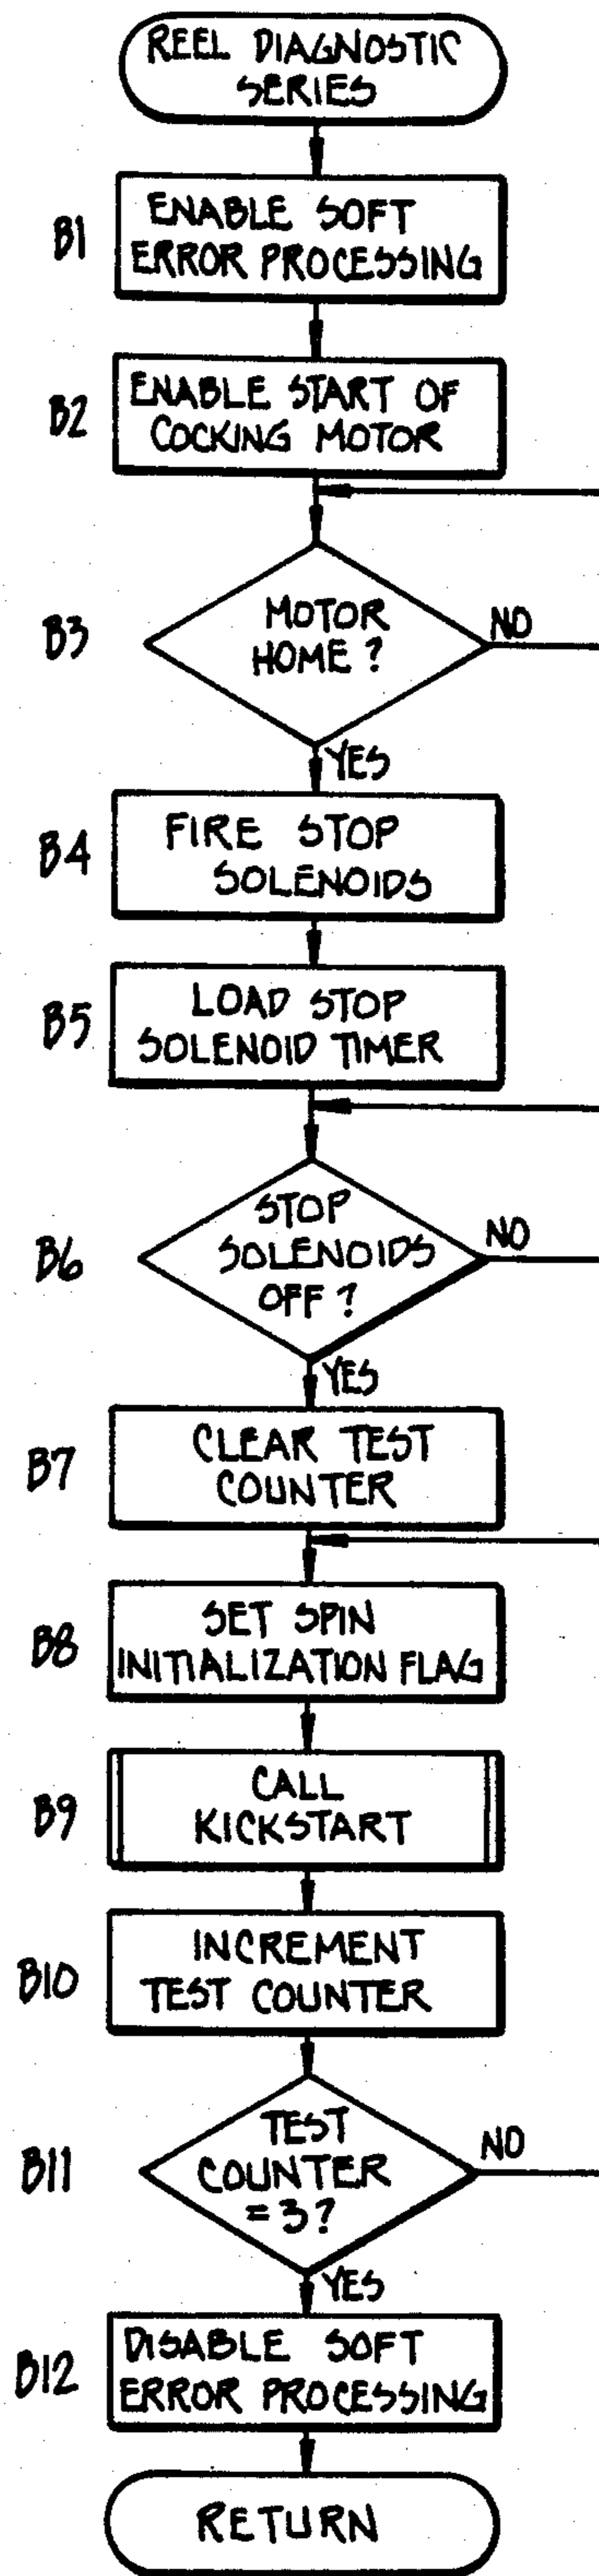 REEL DIAGNOSTIC
SERIES
B1
ENABLE SOFT
ERROR PROCESSING
B2
ENABLE START OF
COCKING MOTOR
B3
MOTOR
HOME ?
NO
YES
B4
FIRE STOP
SOLENOIDS
B5
LOAD STOP
SOLENOID TIMER
B6
STOP
SOLENOIDS
OFF ?
NO
YES
B7
CLEAR TEST
COUNTER
B8
SET SPIN
INITIALIZATION FLAG
B9
CALL
KICKSTART
B10
INCREMENT
TEST COUNTER
B11
TEST
COUNTER
= 3 ?
NO
YES
B12
DISABLE SOFT
ERROR PROCESSING
RETURN